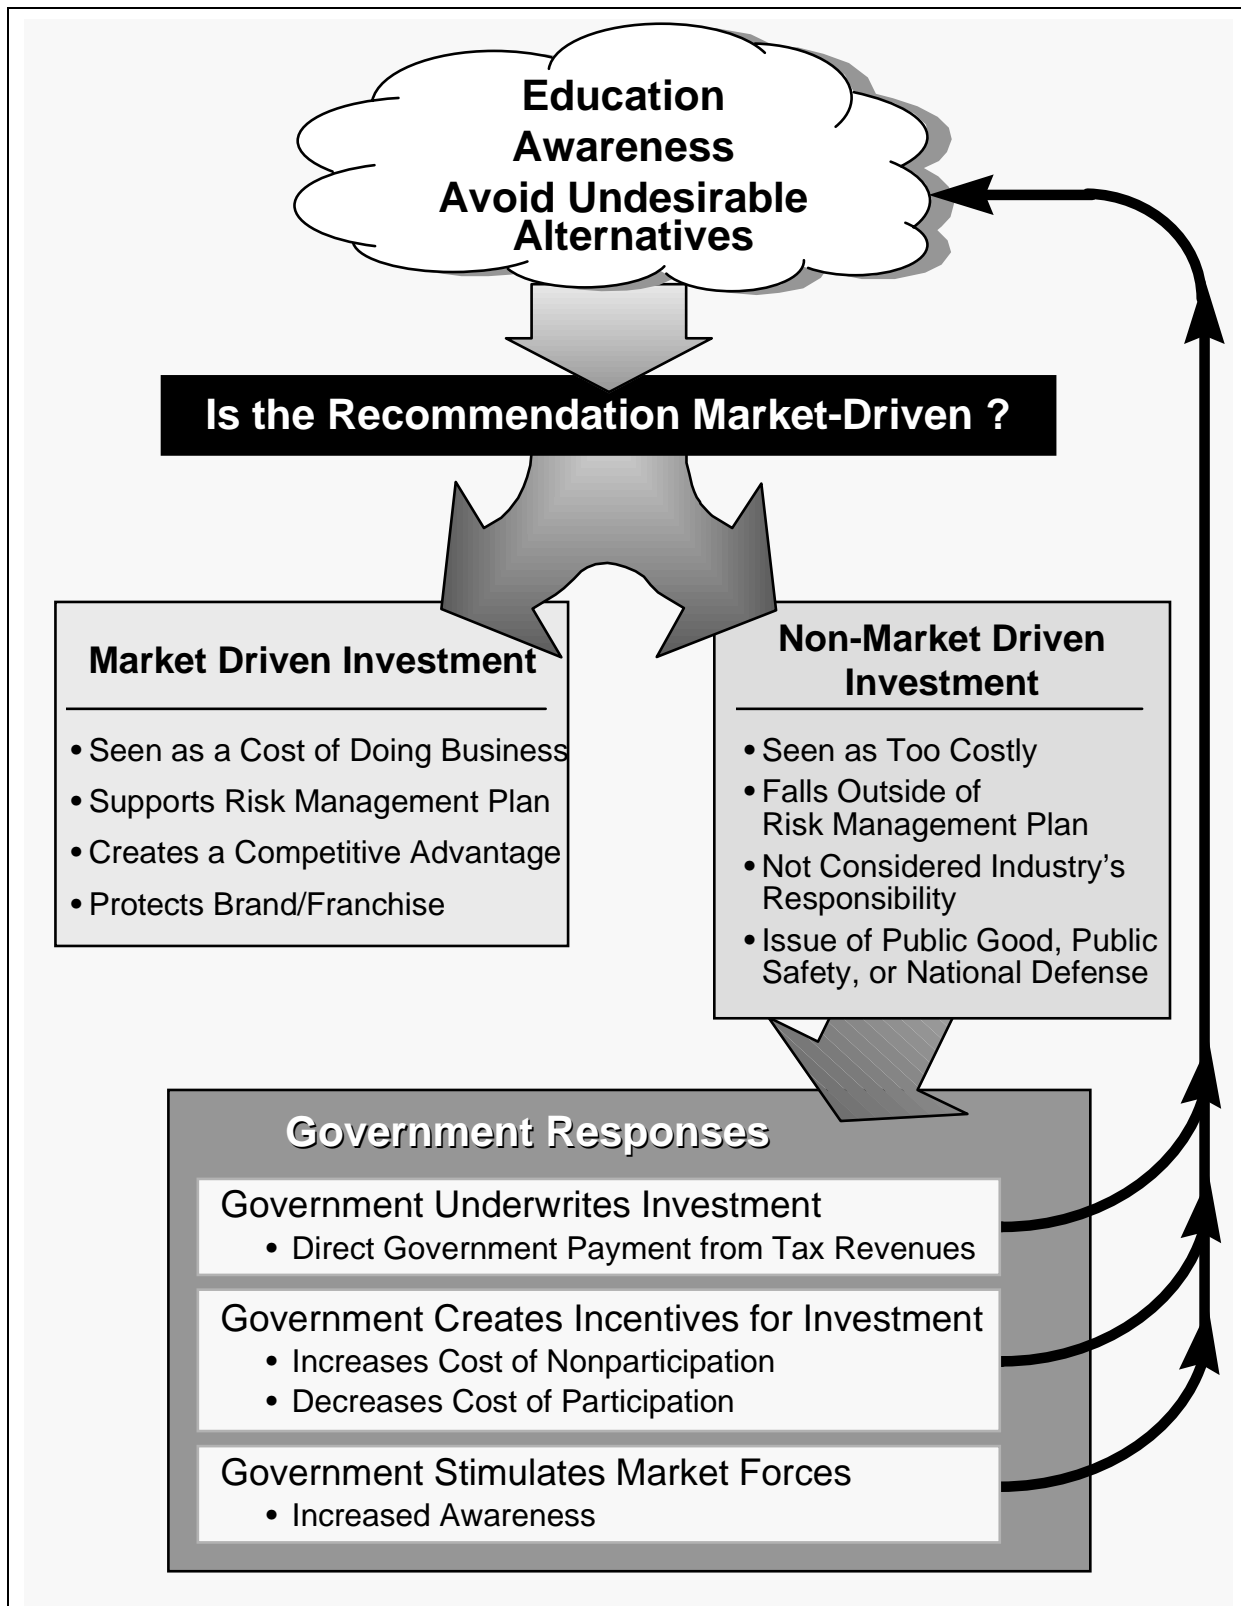 Education
Awareness
Avoid Undesirable
Alternatives
Is the Recommendation Market-Driven ?
Market Driven Investment
• Seen as a Cost of Doing Business
• Supports Risk Management Plan
• Creates a Competitive Advantage
• Protects Brand/Franchise
Non-Market Driven
Investment
• Seen as Too Costly
• Falls Outside of
Risk Management Plan
• Not Considered Industry’s
Responsibility
• Issue of Public Good, Public
Safety, or National Defense
Government Responses
Government Underwrites Investment
• Direct Government Payment from Tax Revenues
Government Creates Incentives for Investment
• Increases Cost of Nonparticipation
• Decreases Cost of Participation
Government Stimulates Market Forces
• Increased Awareness